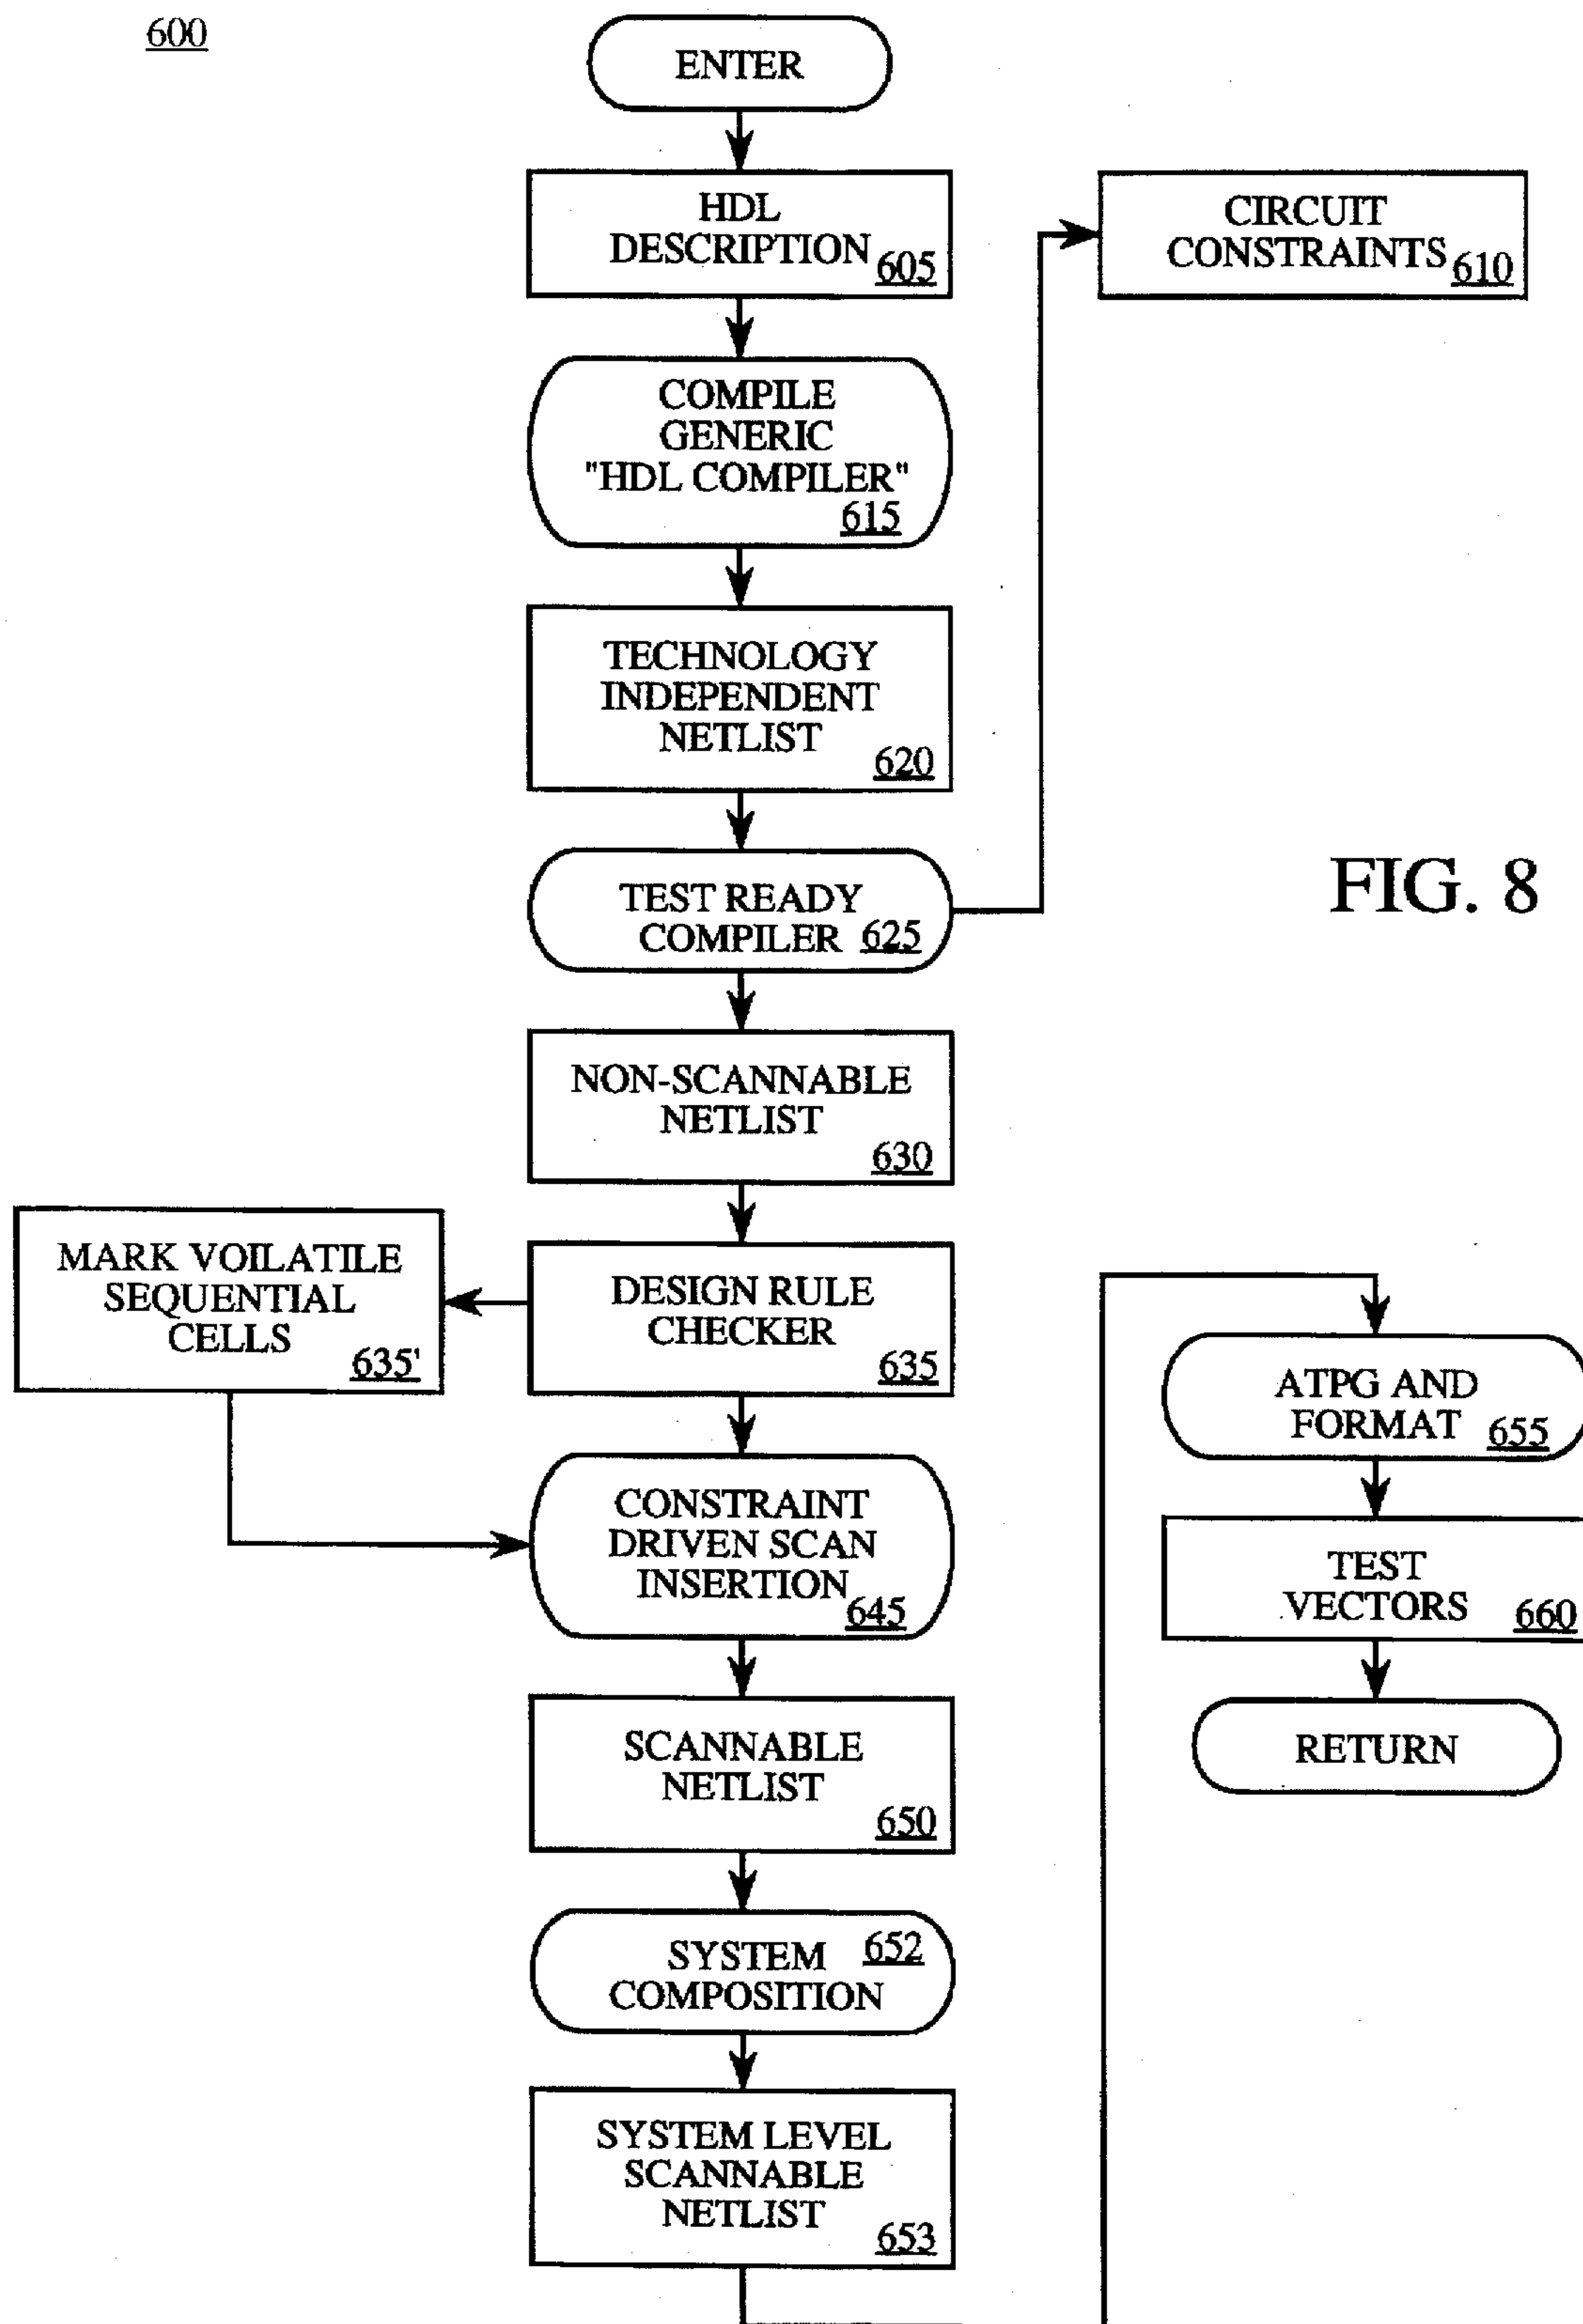 600
ENTER
HDL
DESCRIPTION 605
CIRCUIT
CONSTRAINTS 610
COMPILE
GENERIC
"HDL COMPILER"
615
TECHNOLOGY
INDEPENDENT
NETLIST
620
TEST READY
COMPILER 625
FIG. 8
NON-SCANNABLE
NETLIST
630
MARK VOILATILE
SEQUENTIAL
CELLS
635'
DESIGN RULE
CHECKER
635
CONSTRAINT
DRIVEN SCAN
INSERTION
645
SCANNABLE
NETLIST
650
652
SYSTEM
COMPOSITION
SYSTEM LEVEL
SCANNABLE
NETLIST
653
ATPG AND
FORMAT 655
TEST
VECTORS 660
RETURN